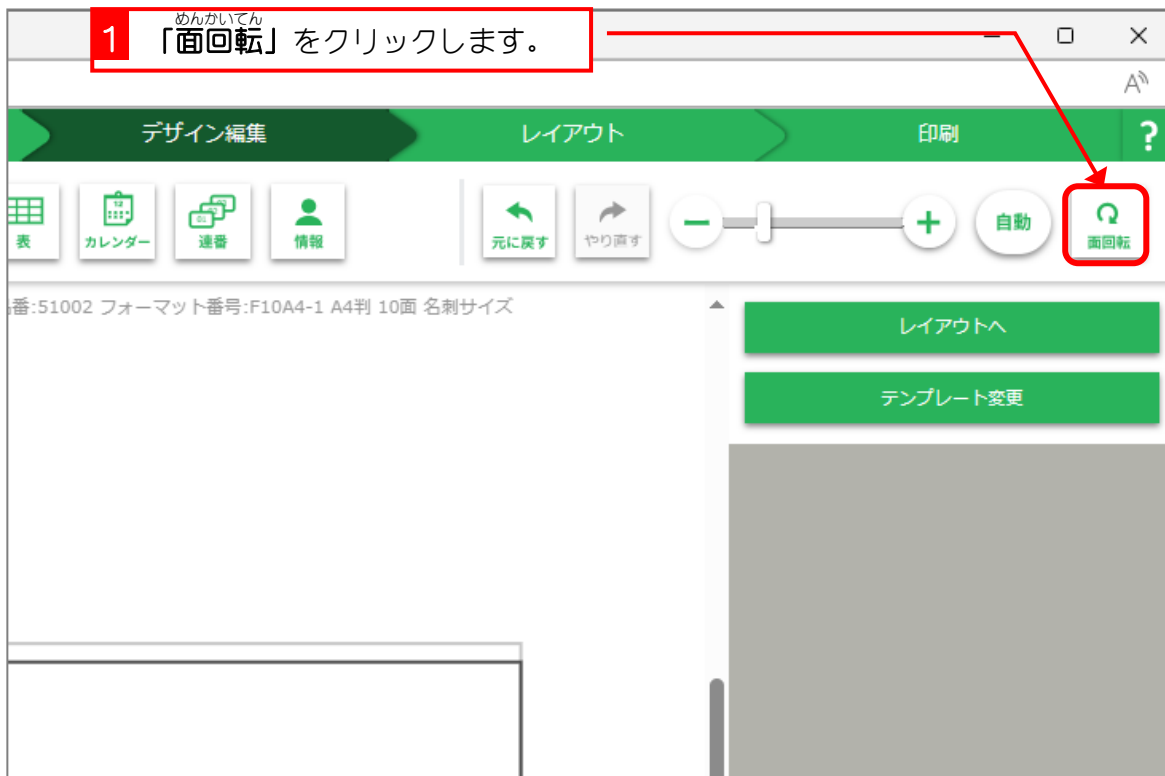 めんかいてん
1 「面回転」をクリックします。
A
デザイン編集 レイアウト 印刷 ?
表 カレンダー 連番 情報 元に戻す やり直す 自動 面回転
番:51002 フォーマット番号:F10A4-1 A4判 10面 名刺サイズ
レイアウトへ
テンプレート変更